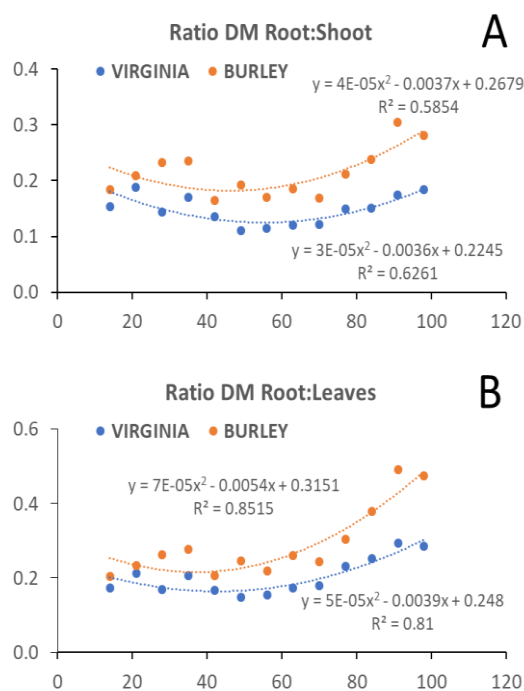 Ratio DM Root:Shoot
A
VIRGINIA
BURLEY
y = 4E-05x² - 0.0037x + 0.2679
R² = 0.5854
0.4
0.3
0.2
0.1
0.0
y = 3E-05x² - 0.0036x + 0.2245
R² = 0.6261
0
20
40
60
80
100
120
Ratio DM Root:Leaves
B
VIRGINIA
BURLEY
0.6
0.4
0.2
0.0
y = 7E-05x² - 0.0054x + 0.3151
R² = 0.8515
y = 5E-05x² - 0.0039x + 0.248
R² = 0.81
0
20
40
60
80
100
120